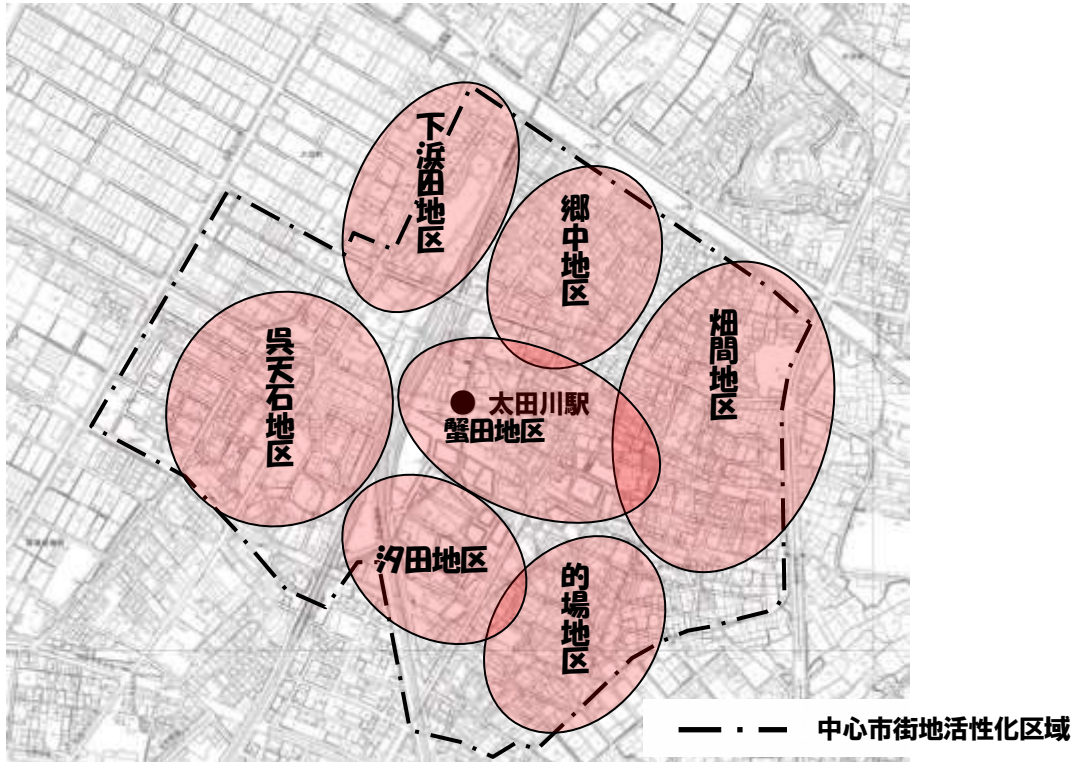 下浜田地区
郷中地区
畑間地区
呉天石地区
太田川駅
蟹田地区
汐田地区
的場地区
中心市街地活性化区域